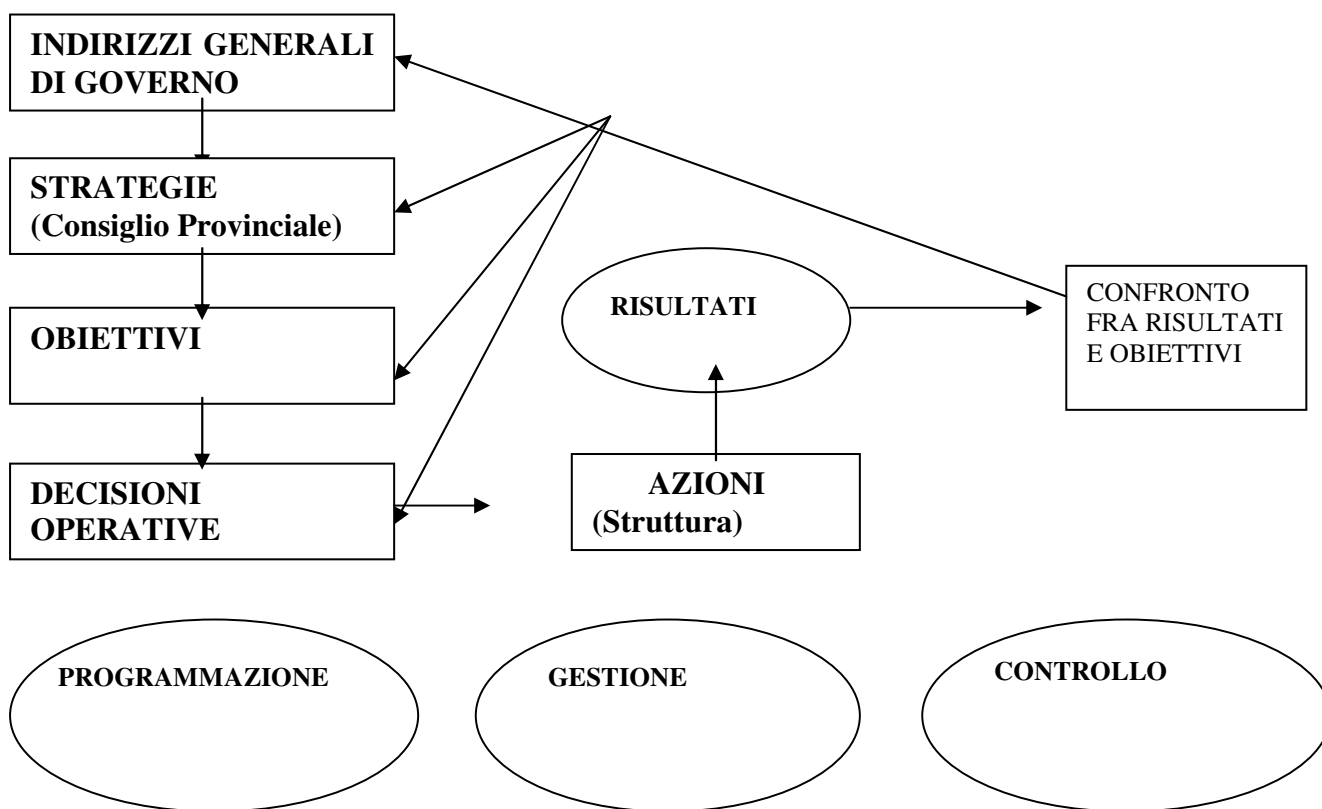 INDIRIZZI GENERALI
DI GOVERNO
STRATEGIE
(Consiglio Provinciale)
OBIETTIVI
DECISIONI
OPERATIVE
RISULTATI
AZIONI
(Struttura)
CONFRONTO
FRA RISULTATI
E OBIETTIVI
PROGRAMMAZIONE
GESTIONE
CONTROLLO